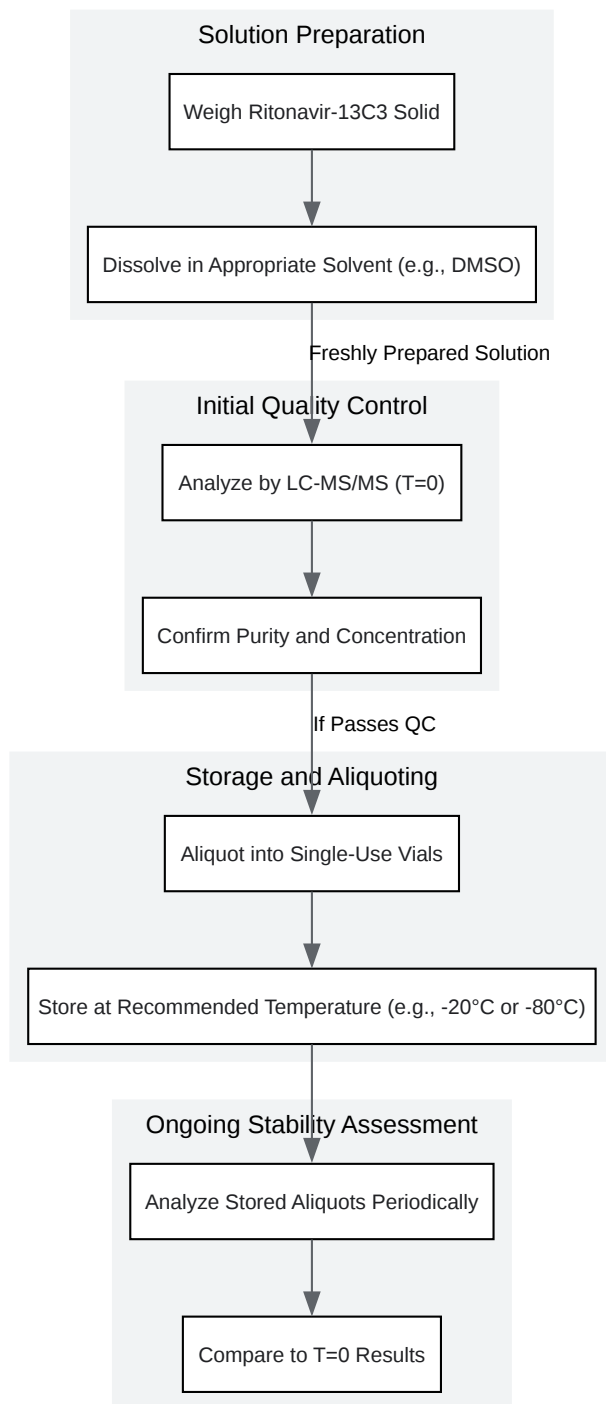 Solution Preparation
Weigh Ritonavir-13C3 Solid
Dissolve in Appropriate Solvent (e.g., DMSO)
Freshly Prepared Solution
Initial Quality Control
Analyze by LC-MS/MS (T=0)
Confirm Purity and Concentration
If Passes QC
Storage and Aliquoting
Aliquot into Single-Use Vials
Store at Recommended Temperature (e.g., -20°C or -80°C)
Ongoing Stability Assessment
Analyze Stored Aliquots Periodically
Compare to T=0 Results